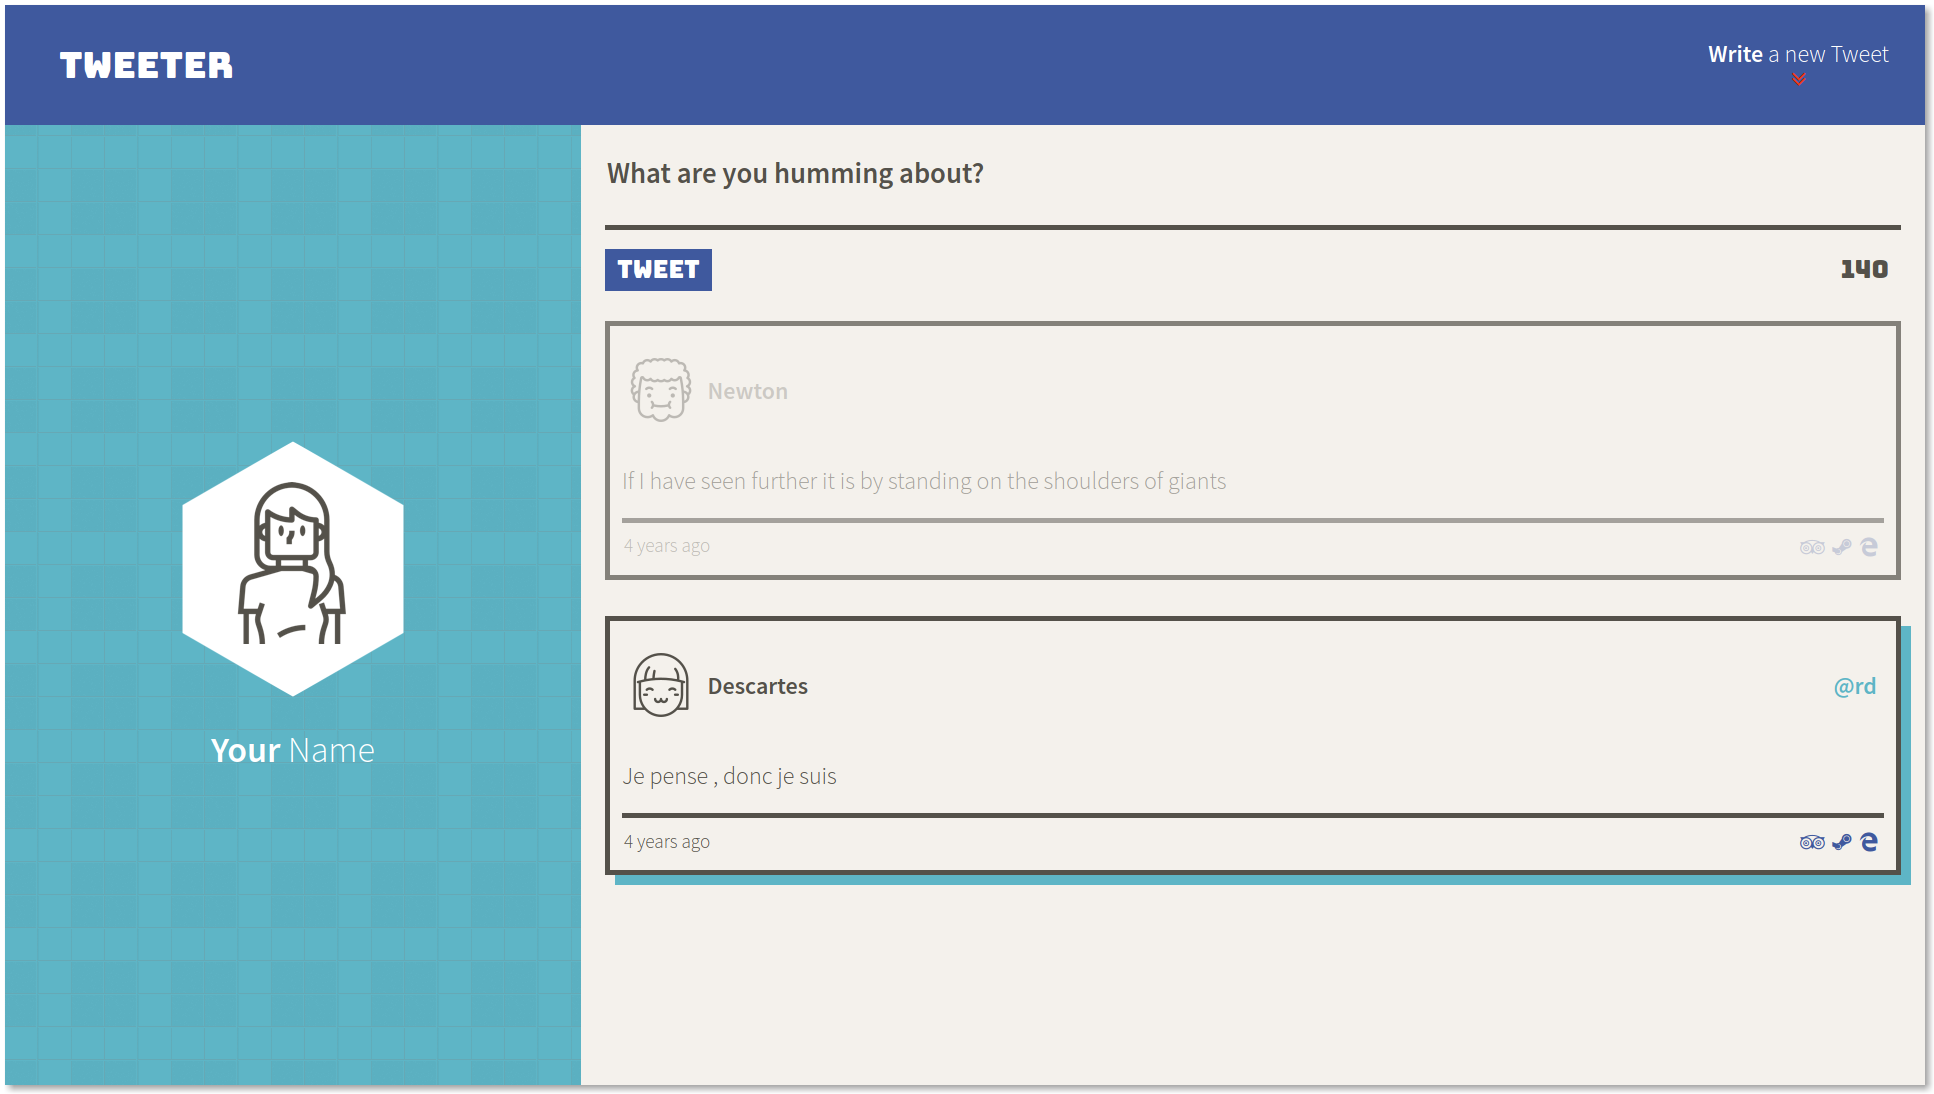 TWEETER
Write a new Tweet
What are you humming about?
TWEET
140
Newton
If I have seen further it is by standing on the shoulders of giants
4 years ago
Descartes
@rd
Je pense , donc je suis
4 years ago
Your Name